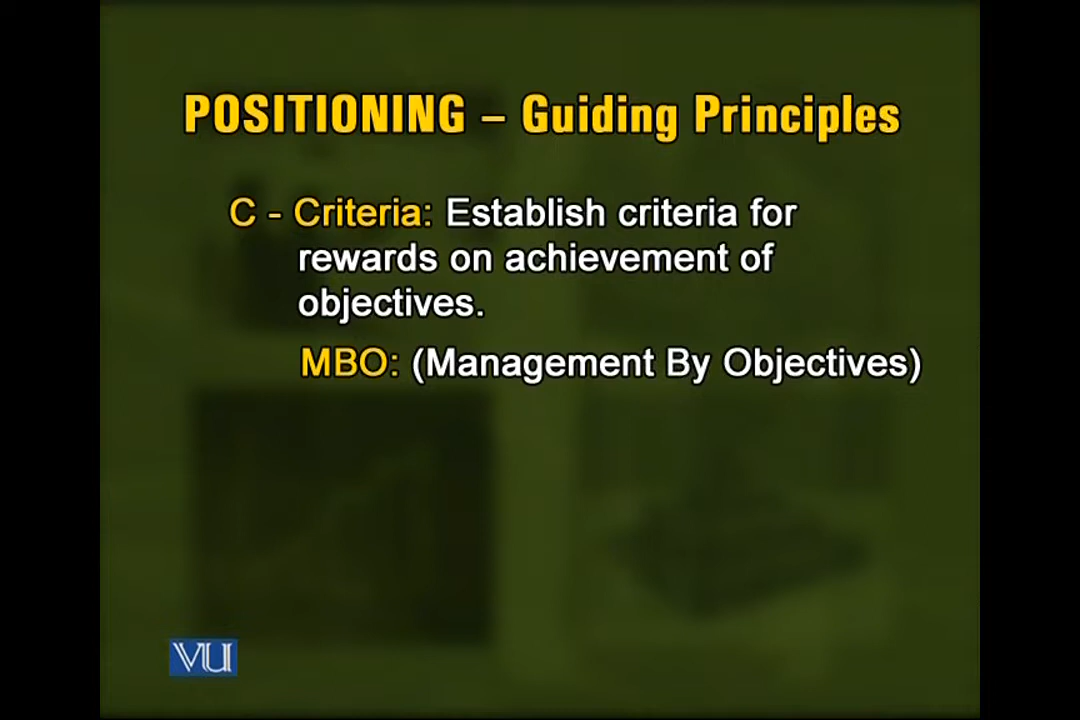 POSITIONING – Guiding Principles
C - Criteria: Establish criteria for
rewards on achievement of
objectives.
MBO: (Management By Objectives)
VU